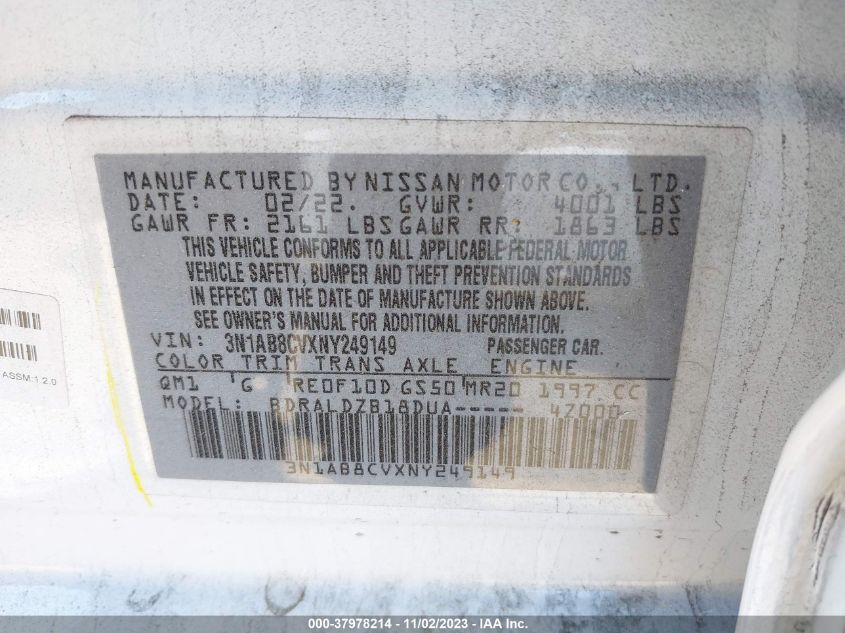 MANUFACTURED BY NISSAN MOTOR CO., LTD.
DATE: 02/22. GVWR: 4001 LBS
GAWR FR: 2161 LBS GAWR RR: 1863 LBS
THIS VEHICLE CONFORMS TO ALL APPLICABLE FEDERAL MOTOR
VEHICLE SAFETY, BUMPER AND THEFT PREVENTION STANDARDS
IN EFFECT ON THE DATE OF MANUFACTURE SHOWN ABOVE.
SEE OWNER'S MANUAL FOR ADDITIONAL INFORMATION.
VIN: 3N1AB8CVXNY249149 PASSENGER CAR.
COLOR TRIM TRANS AXLE ENGINE
QM1 G RE0F10D GS50 MR20 1997 CC
MODEL: BDRALDZB18DUA----- 47000
3N1AB8CVXNY249149
ASSM:1 2.0
000-37978214 - 11/02/2023 - IAA Inc.